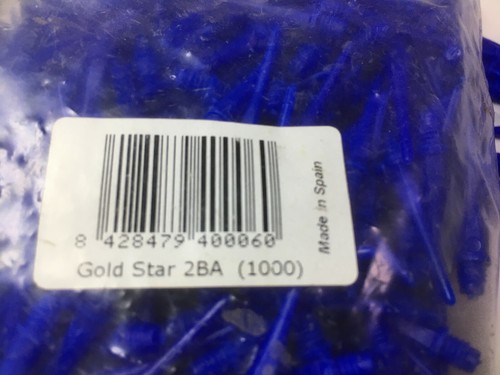 8 428479 400060
Gold Star 2BA (1000)
Made in Spain